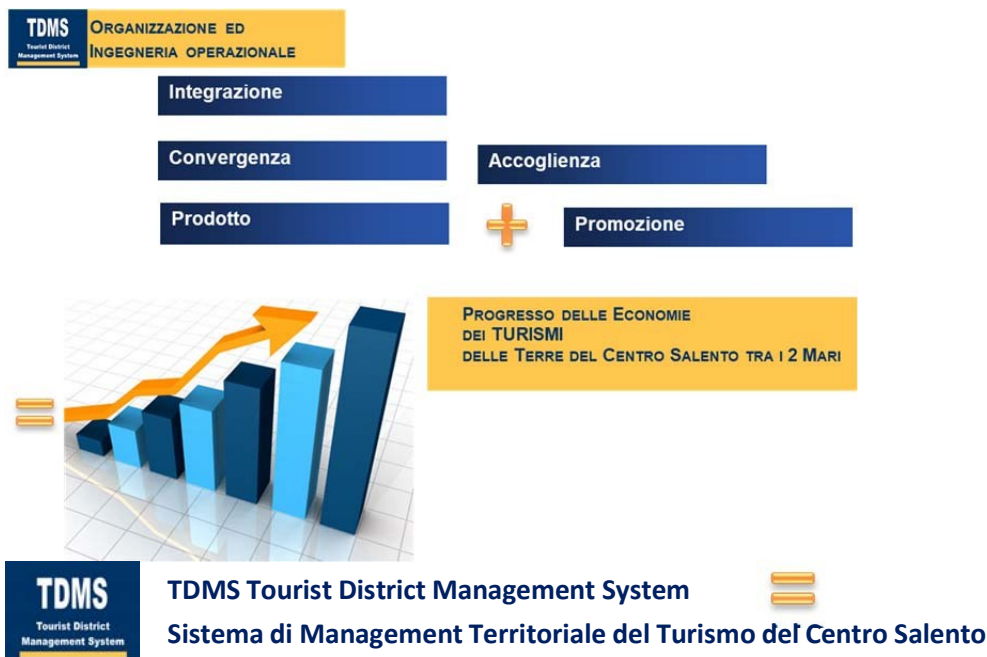 TDMS
Tourist District
Management System
ORGANIZZAZIONE ED
INGEGNERIA OPERAZIONALE
Integrazione
Convergenza
Accoglienza
Prodotto
+
Promozione
PROGRESSO DELLE ECONOMIE
DEI TURISMI
DELLE TERRE DEL CENTRO SALENTO TRA I 2 MARI
=
TDMS
Tourist District
Management System
TDMS Tourist District Management System
=
Sistema di Management Territoriale del Turismo del Centro Salento